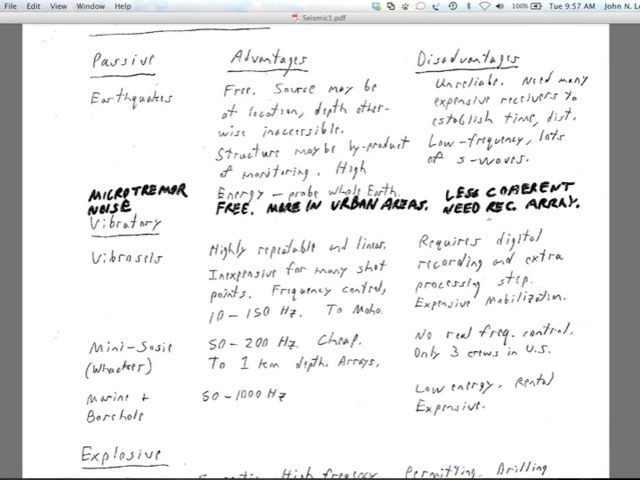 File Edit View Go Tools Bookmarks Help
100%
Tue 9:57 AM John N. Lo
Seismic1.pdf
Passive Advantages Disadvantages
Earthquakes
Free. Source may be
at location, depth other-
wise inaccessible.
Structure may be by-product
of monitoring. High
Energy – probe whole Earth.
Unreliable. Need many
expensive receivers to
establish time, dist.
Low-frequency, lots
of s-waves.
MICROTREMOR
NOISE
FREE. MORE IN URBAN AREAS.
LESS COHERENT
NEED REC. ARRAY.
Vibratory
Vibroseis
Highly repeatable and linear.
Inexpensive for many shot
points. Frequency control,
10 – 150 Hz. To Moho.
Requires digital
recording and extra
processing step.
Expensive Mobilization.
Mini-Sosie
(Whacker)
50 – 200 Hz. Cheap.
To 1 km depth. Arrays.
No real freq. control.
Only 3 crews in U.S.
Marine +
Borehole
50 – 1000 Hz
Low energy. Rental
Expensive.
Explosive
High frequency
Permitting. Drilling